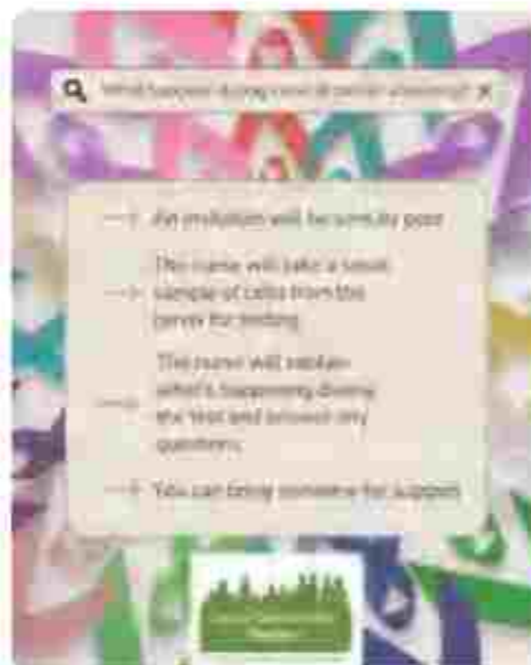 What happens during cervical cancer screening?
An invitation will be sent by post
The nurse will take a small
sample of cells from the
cervix for testing
The nurse will explain
what's happening during
the test and answer any
questions
You can bring someone for support